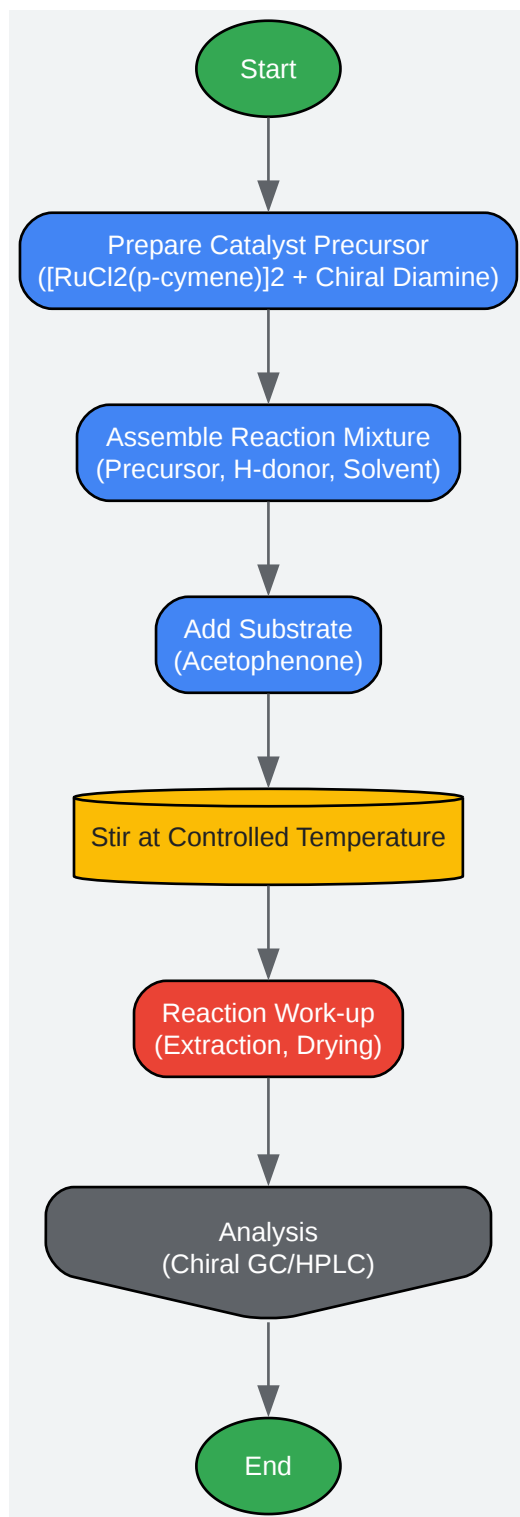 Start
Prepare Catalyst Precursor
([RuCl2(p-cymene)]2 + Chiral Diamine)
Assemble Reaction Mixture
(Precursor, H-donor, Solvent)
Add Substrate
(Acetophenone)
Stir at Controlled Temperature
Reaction Work-up
(Extraction, Drying)
Analysis
(Chiral GC/HPLC)
End